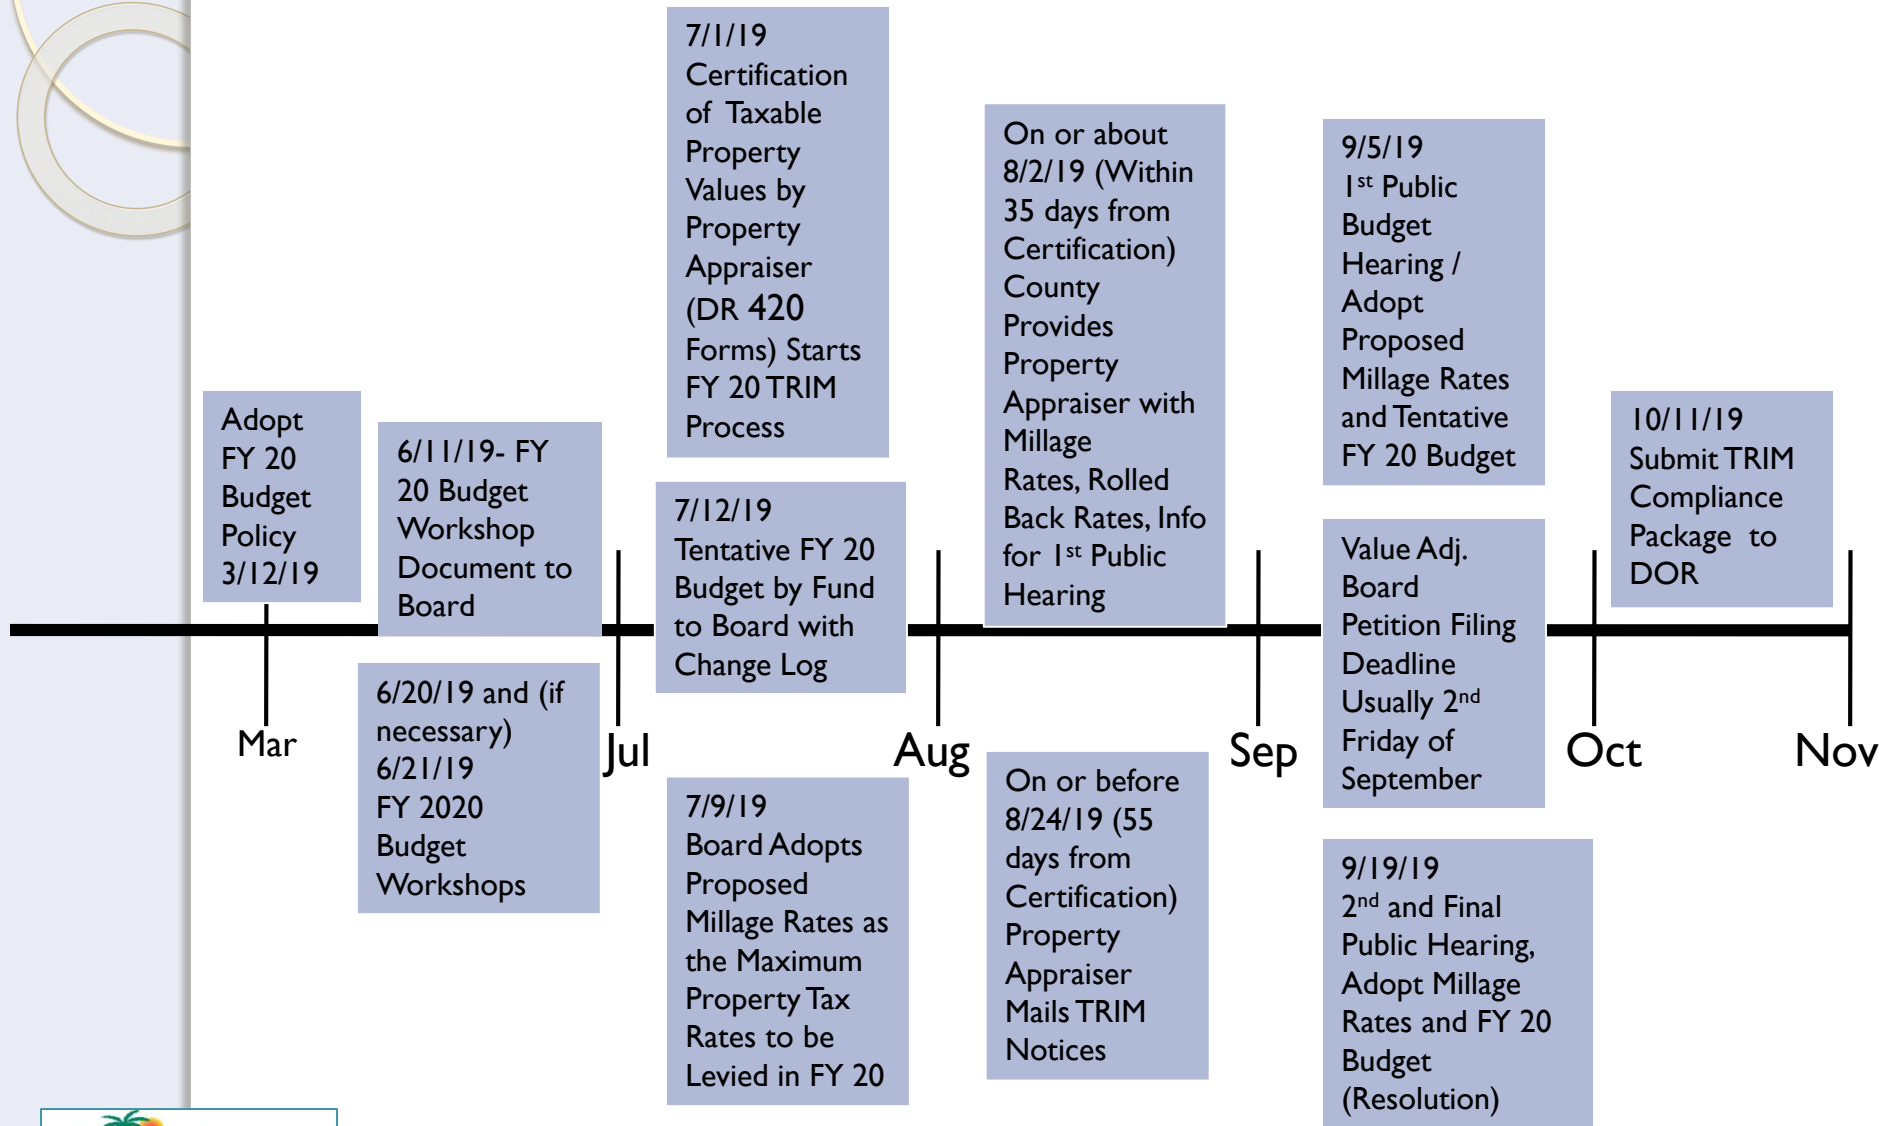 Adopt
FY 20
Budget
Policy
3/12/19
6/11/19- FY
20 Budget
Workshop
Document to
Board
6/20/19 and (if
necessary)
6/21/19
FY 2020
Budget
Workshops
7/1/19
Certification
of Taxable
Property
Values by
Property
Appraiser
(DR 420
Forms) Starts
FY 20 TRIM
Process
7/12/19
Tentative FY 20
Budget by Fund
to Board with
Change Log
7/9/19
Board Adopts
Proposed
Millage Rates as
the Maximum
Property Tax
Rates to be
Levied in FY 20
On or about
8/2/19 (Within
35 days from
Certification)
County
Provides
Property
Appraiser with
Millage
Rates, Rolled
Back Rates, Info
for 1st Public
Hearing
On or before
8/24/19 (55
days from
Certification)
Property
Appraiser
Mails TRIM
Notices
9/5/19
1st Public
Budget
Hearing /
Adopt
Proposed
Millage Rates
and Tentative
FY 20 Budget
Value Adj.
Board
Petition Filing
Deadline
Usually 2nd
Friday of
September
9/19/19
2nd and Final
Public Hearing,
Adopt Millage
Rates and FY 20
Budget
(Resolution)
10/11/19
Submit TRIM
Compliance
Package to
DOR
Mar
Jul
Aug
Sep
Oct
Nov